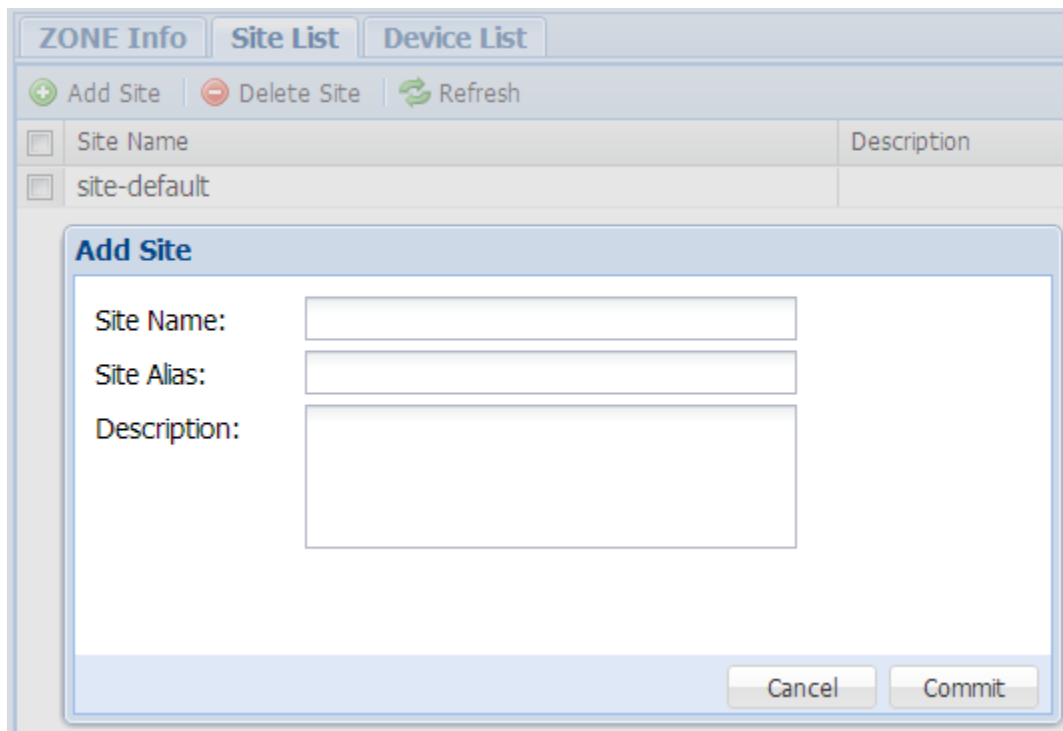 ZONE Info Site List Device List
Add Site Delete Site Refresh
Site Name Description
site-default
Add Site
Site Name:
Site Alias:
Description:
Cancel Commit